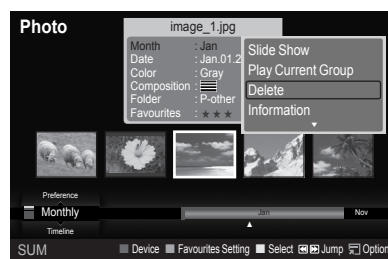 Photo
image_1.jpg
Month : Jan
Date : Jan.01.2
Color : Gray
Composition :
Folder : P-other
Favourites : ★ ★ ★
Slide Show
Play Current Group
Delete
Information
Preference
Monthly
Timeline
Jan
Nov
SUM
Device
Favourites Setting
Select
Jump
Option